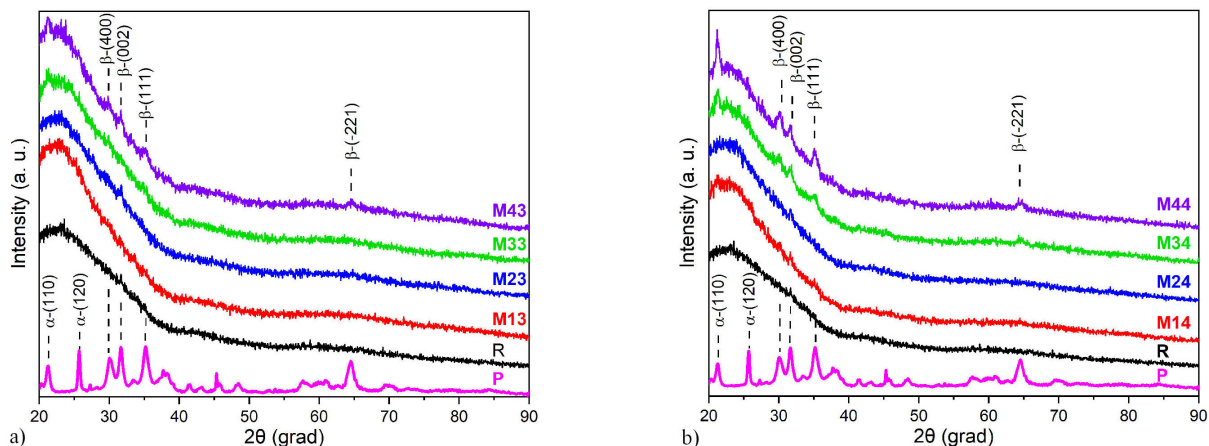 Intensity (a. u.)
β-(400)
β-(002)
β-(111)
β-(-221)
M43
M33
M23
M13
R
P
α-(110)
α-(120)
20 30 40 50 60 70 80 90
2θ (grad)
a)
Intensity (a. u.)
β-(400)
β-(002)
β-(111)
β-(-221)
M44
M34
M24
M14
R
P
α-(110)
α-(120)
20 30 40 50 60 70 80 90
2θ (grad)
b)